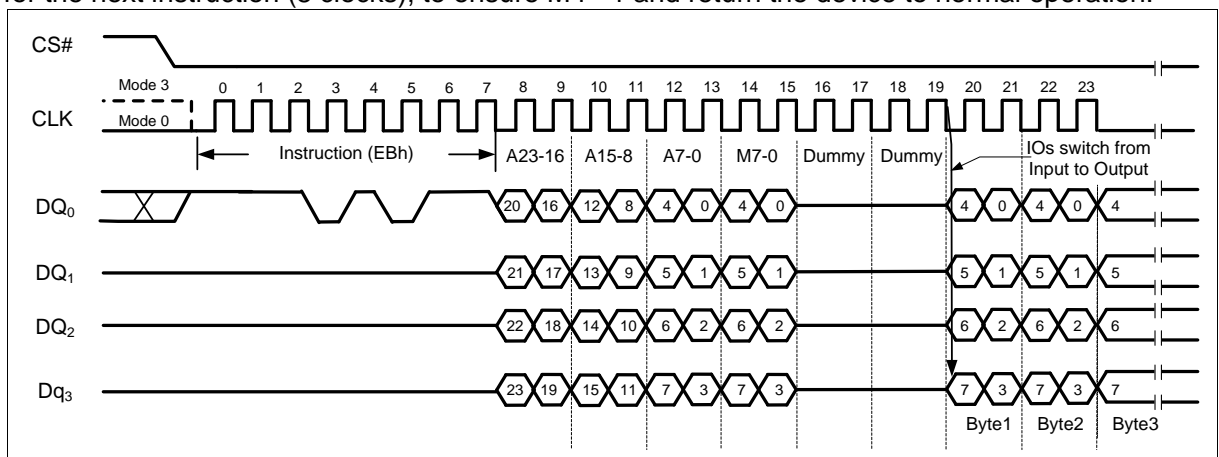 for the next instruction (8 clocks), to ensure M4 = 1 and return the device to normal operation.
CS#
Mode 3
0 1 2 3 4 5 6 7 8 9 10 11 12 13 14 15 16 17 18 19 20 21 22 23
CLK
Mode 0
Instruction (EBh) A23-16 A15-8 A7-0 M7-0 Dummy Dummy
IOs switch from
Input to Output
DQ0 20 16 12 8 4 0 4 0 4 0 4 0 4
DQ1 21 17 13 9 5 1 5 1 5 1 5 1 5
DQ2 22 18 14 10 6 2 6 2 6 2 6 2 6
Dq3 23 19 15 11 7 3 7 3 7 3 7 3 7
Byte1 Byte2 Byte3